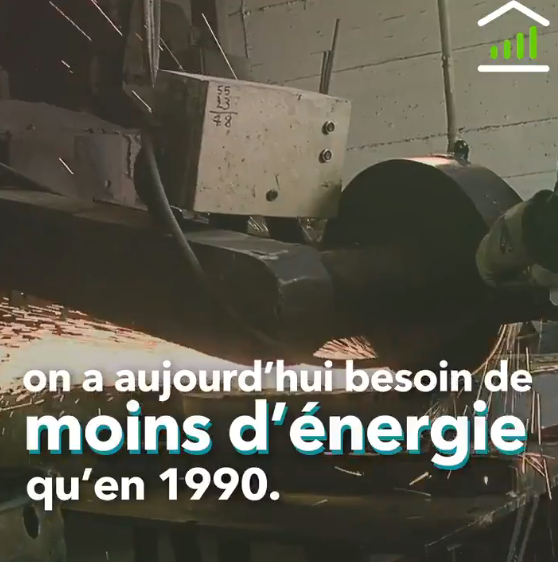 55
13
48
on a aujourd'hui besoin de
moins d'énergie
qu'en 1990.